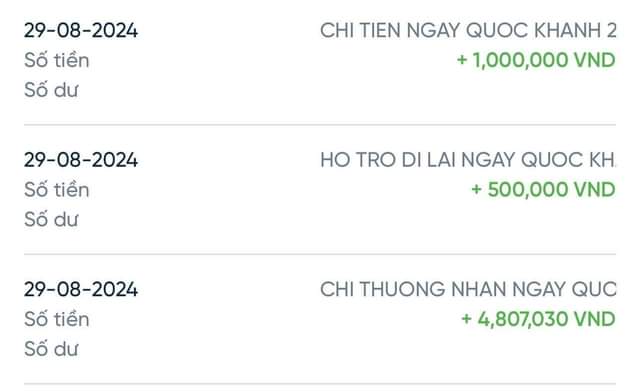 29-08-2024 CHI TIEN NGAY QUOC KHANH 2
Số tiền + 1,000,000 VND
Số dư
29-08-2024 HO TRO DI LAI NGAY QUOC KH
Số tiền + 500,000 VND
Số dư
29-08-2024 CHI THUONG NHAN NGAY QUO
Số tiền + 4,807,030 VND
Số dư